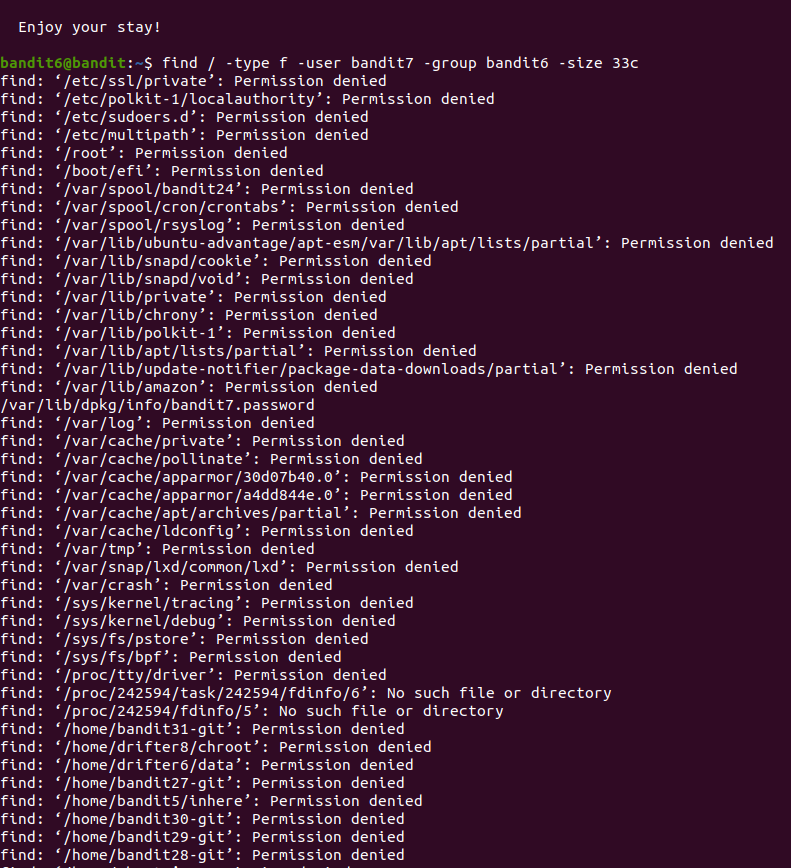 Enjoy your stay!
bandit6@bandit:~$ find / -type f -user bandit7 -group bandit6 -size 33c
find: ‘/etc/ssl/private’: Permission denied
find: ‘/etc/polkit-1/localauthority’: Permission denied
find: ‘/etc/sudoers.d’: Permission denied
find: ‘/etc/multipath’: Permission denied
find: ‘/root’: Permission denied
find: ‘/boot/efi’: Permission denied
find: ‘/var/spool/bandit24’: Permission denied
find: ‘/var/spool/cron/crontabs’: Permission denied
find: ‘/var/spool/rsyslog’: Permission denied
find: ‘/var/lib/ubuntu-advantage/apt-esm/var/lib/apt/lists/partial’: Permission denied
find: ‘/var/lib/snapd/cookie’: Permission denied
find: ‘/var/lib/snapd/void’: Permission denied
find: ‘/var/lib/private’: Permission denied
find: ‘/var/lib/chrony’: Permission denied
find: ‘/var/lib/polkit-1’: Permission denied
find: ‘/var/lib/apt/lists/partial’: Permission denied
find: ‘/var/lib/update-notifier/package-data-downloads/partial’: Permission denied
find: ‘/var/lib/amazon’: Permission denied
/var/lib/dpkg/info/bandit7.password
find: ‘/var/log’: Permission denied
find: ‘/var/cache/private’: Permission denied
find: ‘/var/cache/pollinate’: Permission denied
find: ‘/var/cache/apparmor/30d07b40.0’: Permission denied
find: ‘/var/cache/apparmor/a4dd844e.0’: Permission denied
find: ‘/var/cache/apt/archives/partial’: Permission denied
find: ‘/var/cache/ldconfig’: Permission denied
find: ‘/var/tmp’: Permission denied
find: ‘/var/snap/lxd/common/lxd’: Permission denied
find: ‘/var/crash’: Permission denied
find: ‘/sys/kernel/tracing’: Permission denied
find: ‘/sys/kernel/debug’: Permission denied
find: ‘/sys/fs/pstore’: Permission denied
find: ‘/sys/fs/bpf’: Permission denied
find: ‘/proc/tty/driver’: Permission denied
find: ‘/proc/242594/task/242594/fdinfo/6’: No such file or directory
find: ‘/proc/242594/fdinfo/5’: No such file or directory
find: ‘/home/bandit31-git’: Permission denied
find: ‘/home/drifter8/chroot’: Permission denied
find: ‘/home/drifter6/data’: Permission denied
find: ‘/home/bandit27-git’: Permission denied
find: ‘/home/bandit5/inhere’: Permission denied
find: ‘/home/bandit30-git’: Permission denied
find: ‘/home/bandit29-git’: Permission denied
find: ‘/home/bandit28-git’: Permission denied